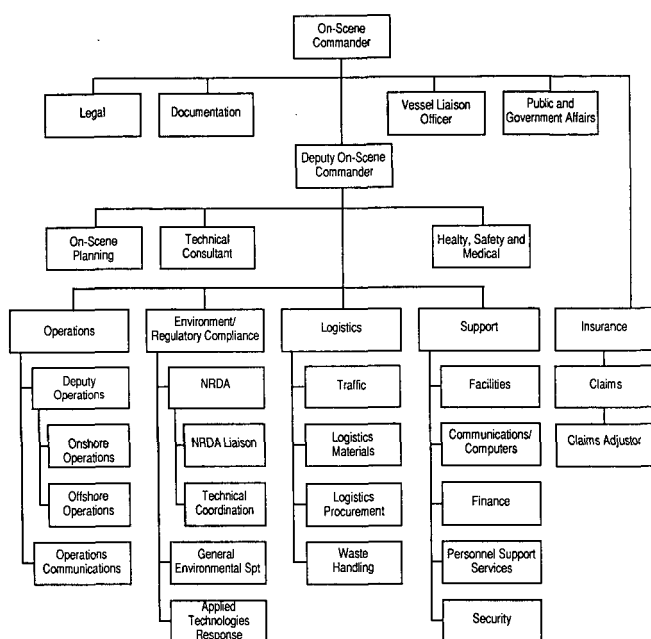 On-Scene
Commander
Legal
Documentation
Vessel Liaison
Officer
Public and
Government Affairs
Deputy On-Scene
Commander
On-Scene
Planning
Technical
Consultant
Healty, Safety and
Medical
Operations
Environment/
Regulatory Compliance
Logistics
Support
Insurance
Deputy
Operations
NRDA
Traffic
Facilities
Claims
Onshore
Operations
NRDA Liaison
Logistics
Materials
Communications/
Computers
Claims Adjustor
Offshore
Operations
Technical
Coordination
Logistics
Procurement
Finance
Operations
Communications
General
Environmental Spt
Waste
Handling
Personnel Support
Services
Applied
Technologies
Response
Security